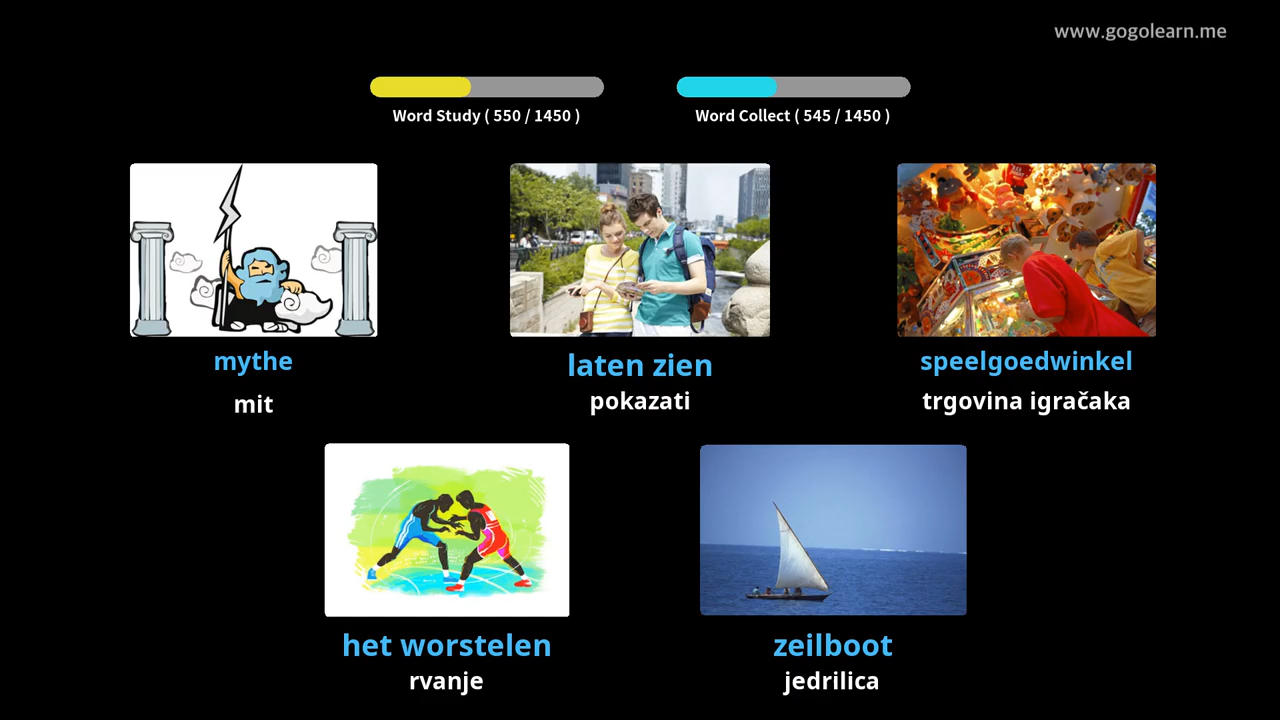 www.gogolearn.me
Word Study ( 550 / 1450 )
Word Collect ( 545 / 1450 )
mythe
mit
laten zien
pokazati
speelgoedwinkel
trgovina igračaka
het worstelen
rvanje
zeilboot
jedrilica